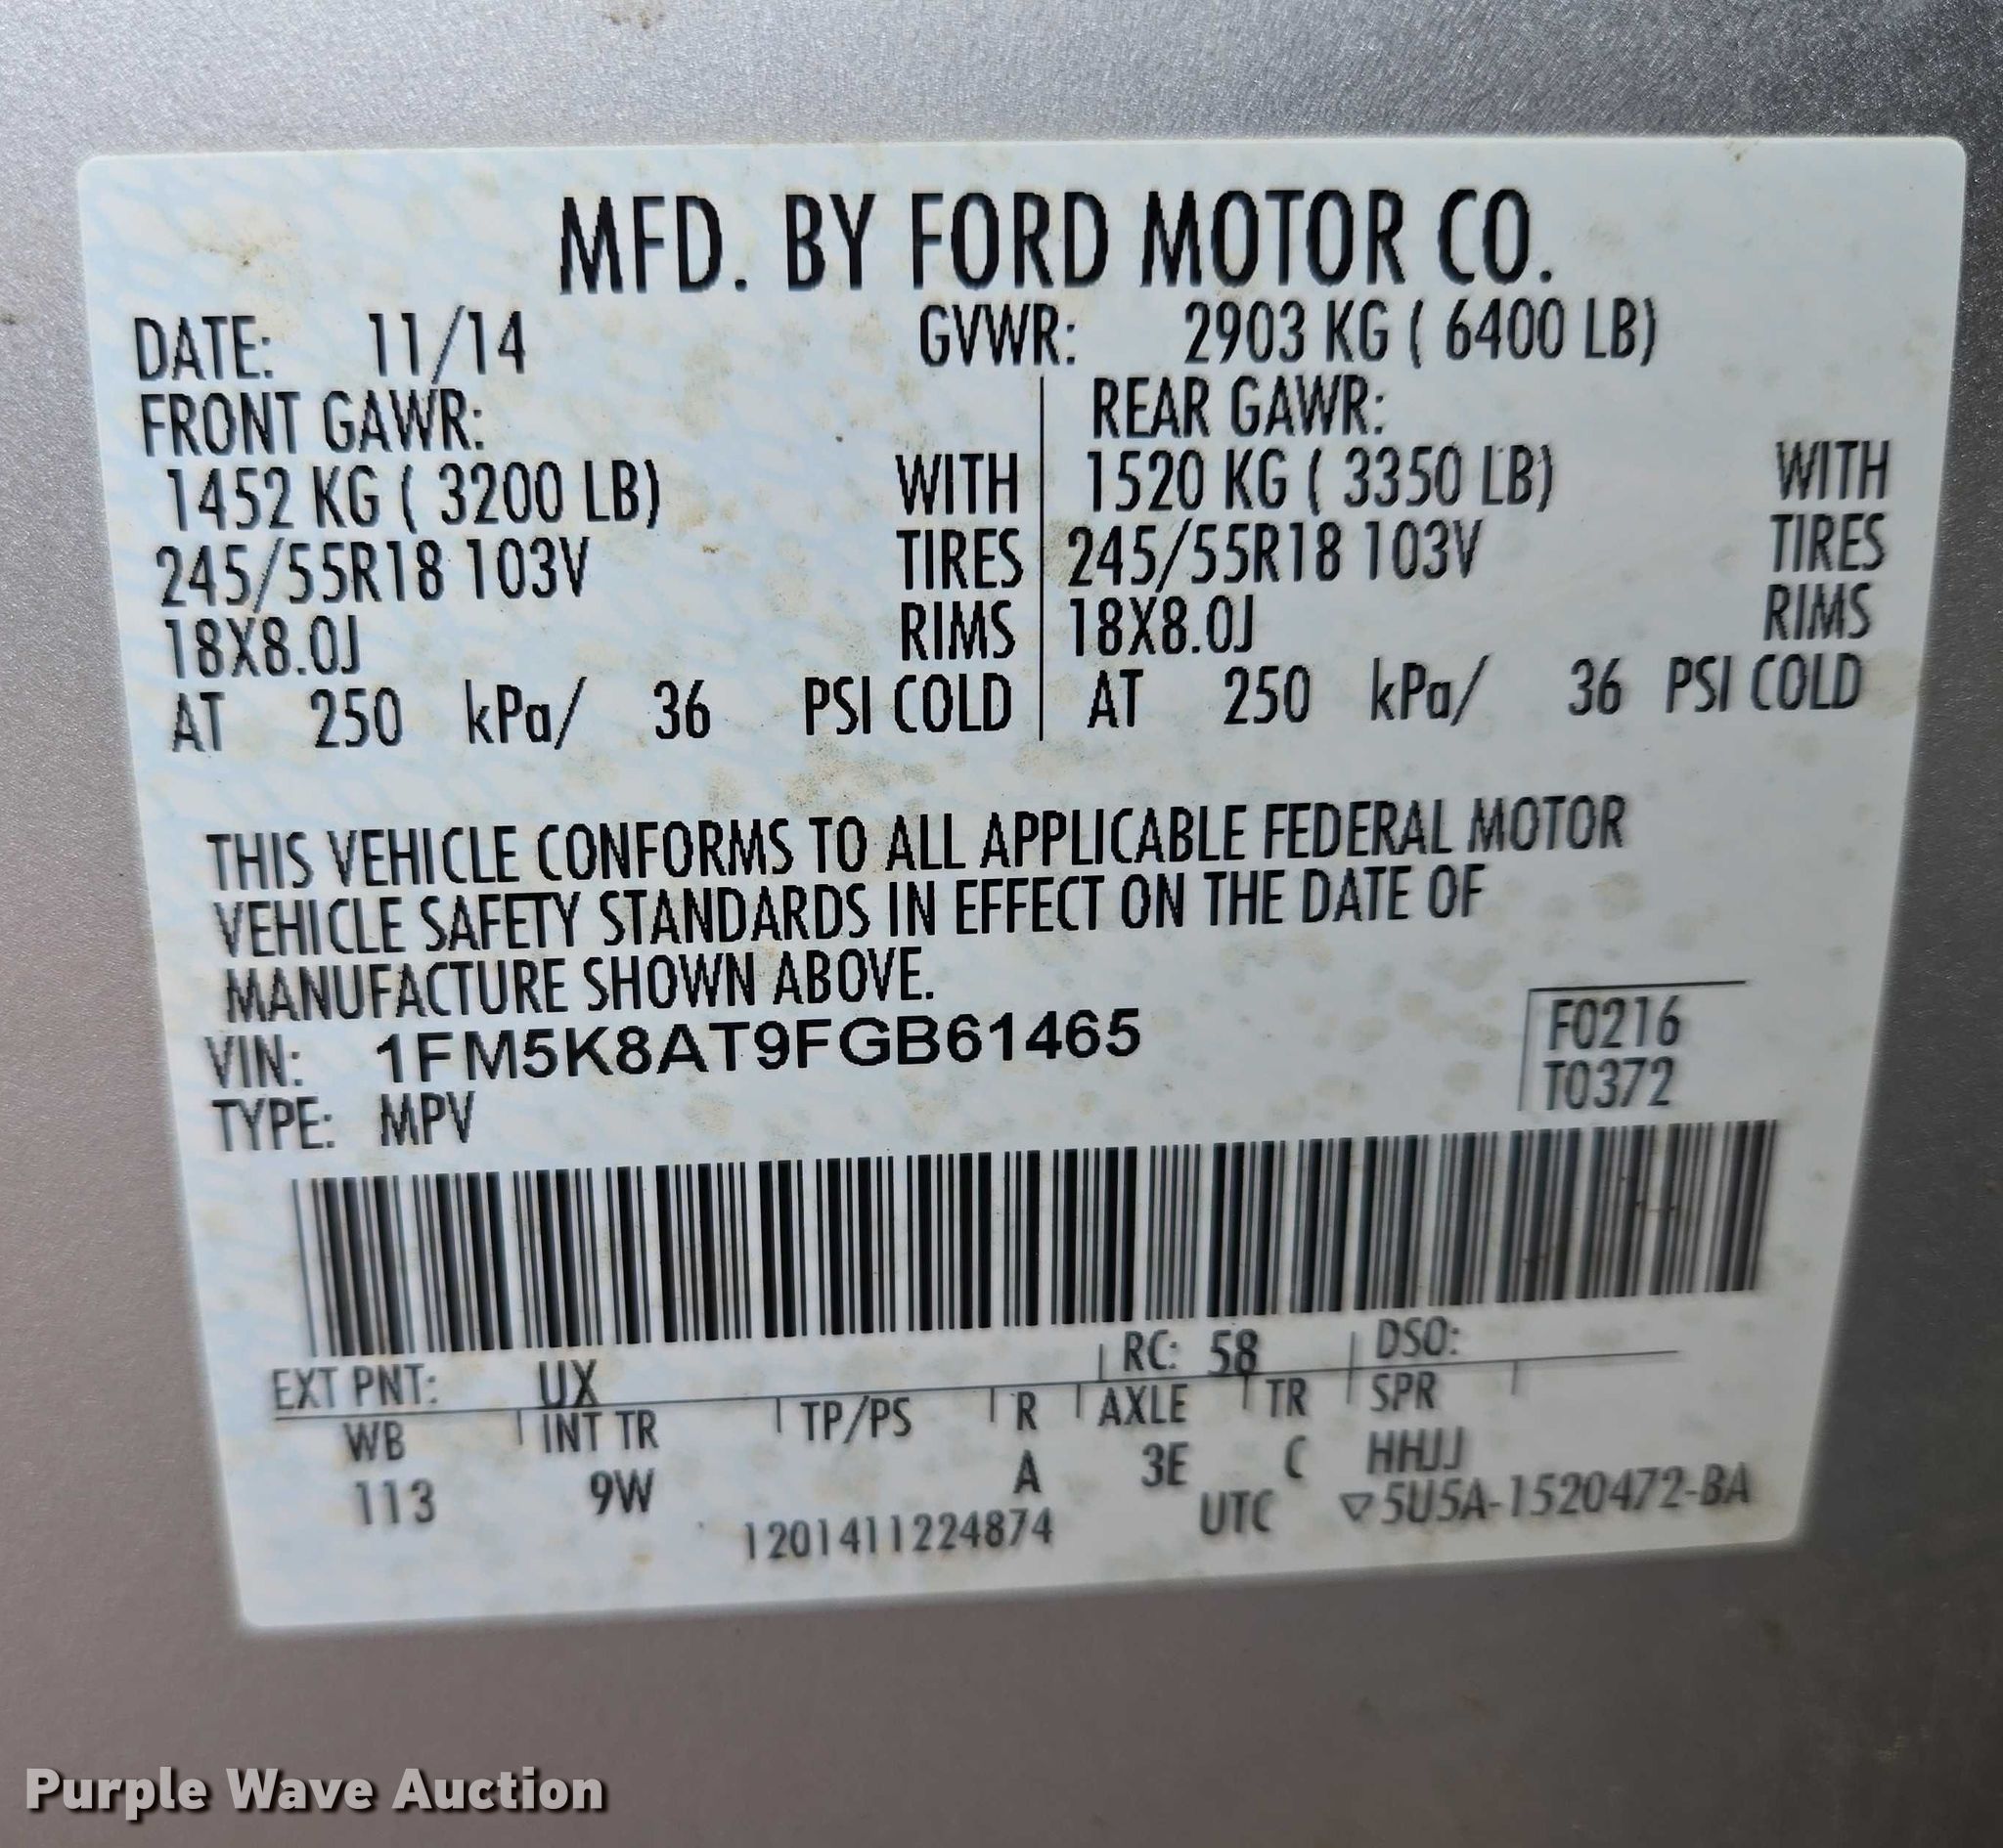 MFD. BY FORD MOTOR CO.
DATE: 11/14 GVWR: 2903 KG ( 6400 LB)
FRONT GAWR: REAR GAWR:
1452 KG ( 3200 LB) WITH 1520 KG ( 3350 LB) WITH
245/55R18 103V TIRES 245/55R18 103V TIRES
18X8.0J RIMS 18X8.0J RIMS
AT 250 kPa/ 36 PSI COLD AT 250 kPa/ 36 PSI COLD
THIS VEHICLE CONFORMS TO ALL APPLICABLE FEDERAL MOTOR
VEHICLE SAFETY STANDARDS IN EFFECT ON THE DATE OF
MANUFACTURE SHOWN ABOVE.
VIN: 1FM5K8AT9FGB61465 F0216
TYPE: MPV T0372
EXT PNT: UX RC: 58 DSO:
WB INT TR TP/PS R AXLE TR SPR
113 9W A 3E C HHJJ
1201411224874 UTC ▽5U5A-1520472-BA
Purple Wave Auction